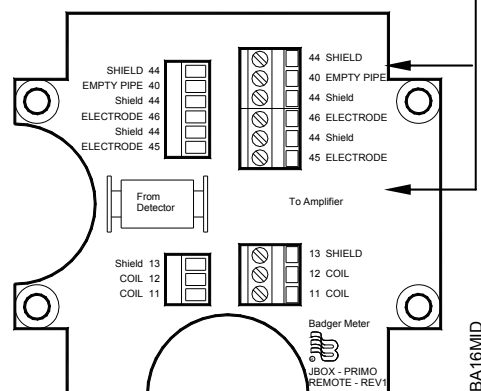 SHIELD 44
EMPTY PIPE 40
Shield 44
ELECTRODE 46
Shield 44
ELECTRODE 45
44 SHIELD
40 EMPTY PIPE
44 Shield
46 ELECTRODE
44 Shield
45 ELECTRODE
From
Detector
To Amplifier
Shield 13
COIL 12
COIL 11
13 SHIELD
12 COIL
11 COIL
Badger Meter
JBOX - PRIMO
REMOTE - REV1
BA16MID